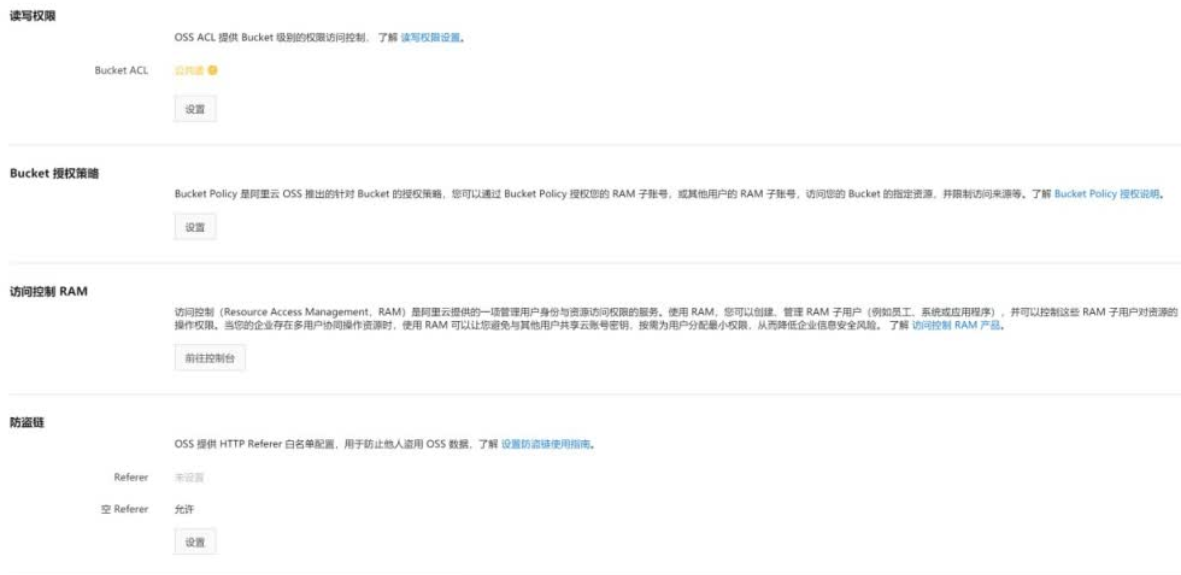 读写权限
OSS ACL 提供 Bucket 级别的权限访问控制。 了解 读写权限设置。
Bucket ACL 公共读
设置
Bucket 授权策略
Bucket Policy 是阿里云 OSS 推出的针对 Bucket 的授权策略，您可以通过 Bucket Policy 授权您的 RAM 子账号，或其他用户的 RAM 子账号，访问您的 Bucket 的指定资源，并限制访问来源等。了解 Bucket Policy 授权说明。
设置
访问控制 RAM
访问控制（Resource Access Management，RAM）是阿里云提供的一项管理用户身份与资源访问权限的服务。使用 RAM，您可以创建、管理 RAM 子用户（例如员工、系统或应用程序），并可以控制这些 RAM 子用户对资源的
操作权限。当您的企业存在多用户协同操作资源时，使用 RAM 可以让您避免与其他用户共享云账号密钥，按需为用户分配最小权限，从而降低企业信息安全风险。 了解 访问控制 RAM 产品。
前往控制台
防盗链
OSS 提供 HTTP Referer 白名单配置，用于防止他人盗用 OSS 数据，了解 设置防盗链使用指南。
Referer 未设置
空 Referer 允许
设置